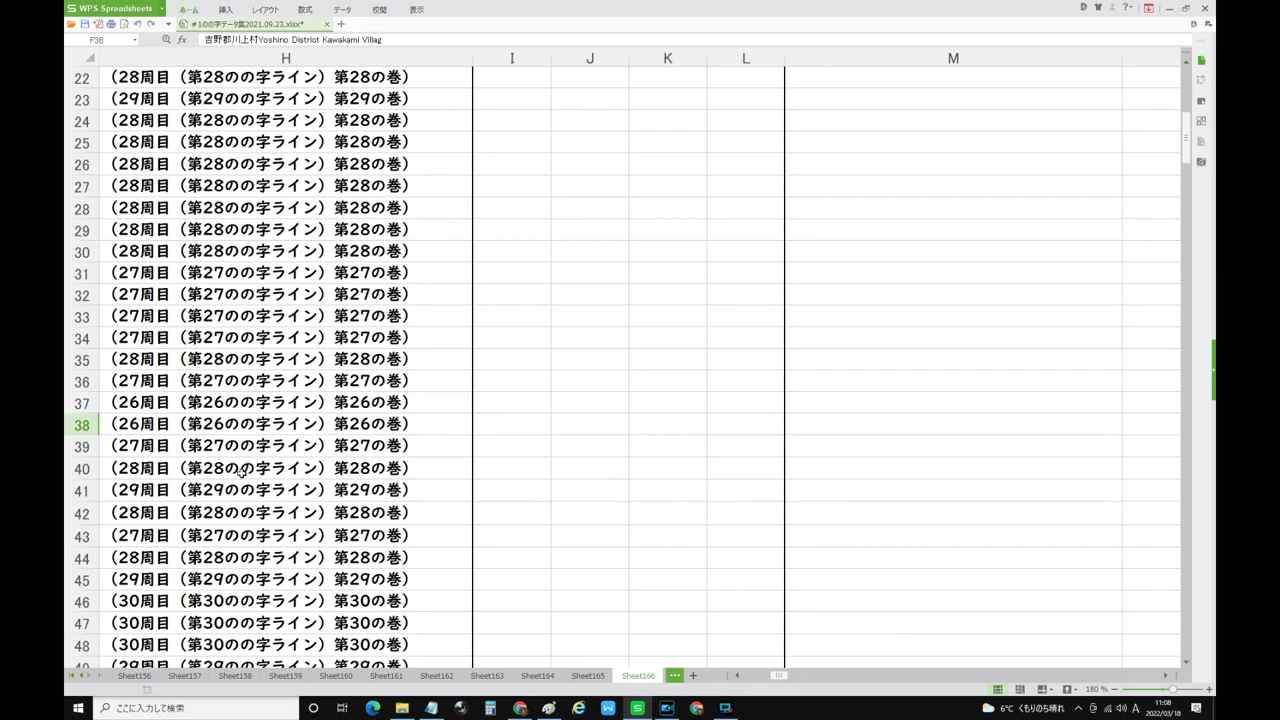 WPS Spreadsheets
ホーム 挿入 レイアウト 数式 データ 校閲 表示
#1のの字データ集2021.09.23.xlsx*
F38 fx 吉野郡川上村Yoshino District Kawakami Villag
H I J K L M
22 (28周目(第28のの字ライン)第28の巻)
23 (29周目(第29のの字ライン)第29の巻)
24 (28周目(第28のの字ライン)第28の巻)
25 (28周目(第28のの字ライン)第28の巻)
26 (28周目(第28のの字ライン)第28の巻)
27 (28周目(第28のの字ライン)第28の巻)
28 (28周目(第28のの字ライン)第28の巻)
29 (28周目(第28のの字ライン)第28の巻)
30 (28周目(第28のの字ライン)第28の巻)
31 (27周目(第27のの字ライン)第27の巻)
32 (27周目(第27のの字ライン)第27の巻)
33 (27周目(第27のの字ライン)第27の巻)
34 (27周目(第27のの字ライン)第27の巻)
35 (28周目(第28のの字ライン)第28の巻)
36 (27周目(第27のの字ライン)第27の巻)
37 (26周目(第26のの字ライン)第26の巻)
38 (26周目(第26のの字ライン)第26の巻)
39 (27周目(第27のの字ライン)第27の巻)
40 (28周目(第28のの字ライン)第28の巻)
41 (29周目(第29のの字ライン)第29の巻)
42 (28周目(第28のの字ライン)第28の巻)
43 (27周目(第27のの字ライン)第27の巻)
44 (28周目(第28のの字ライン)第28の巻)
45 (29周目(第29のの字ライン)第29の巻)
46 (30周目(第30のの字ライン)第30の巻)
47 (30周目(第30のの字ライン)第30の巻)
48 (30周目(第30のの字ライン)第30の巻)
49 (29周目(第29のの字ライン)第29の巻)
Sheet156 Sheet157 Sheet158 Sheet159 Sheet160 Sheet161 Sheet162 Sheet163 Sheet164 Sheet165 Sheet166
180 %
ここに入力して検索
6°C くもりのち晴れ
A
11:08
2022/03/18